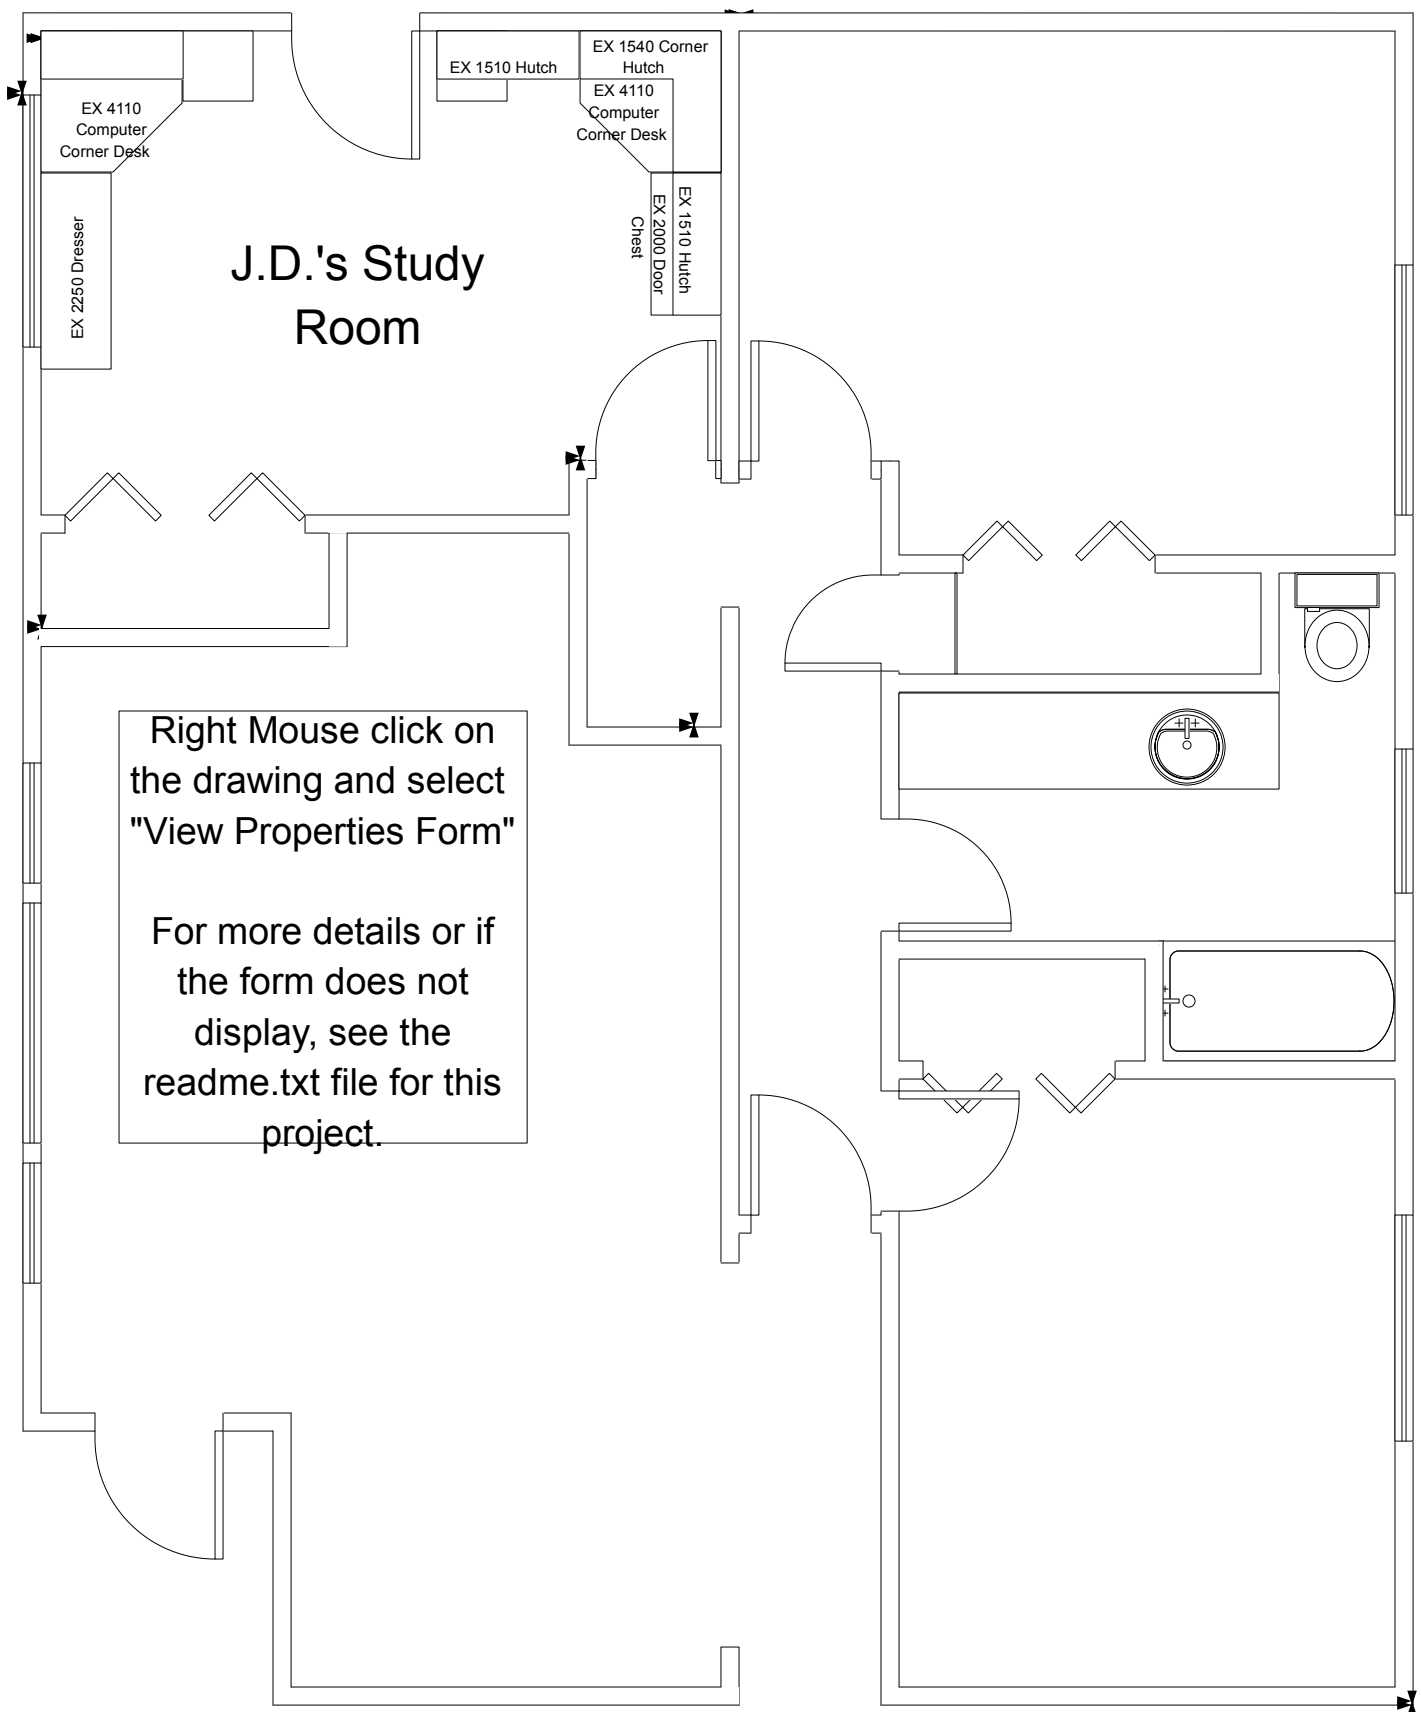 EX 1510 Hutch
EX 1540 Corner
Hutch
EX 4110
Computer
Corner Desk
EX 4110
Computer
Corner Desk
EX 2250 Dresser
EX 1510 Hutch
EX 2000 Door
Chest
J.D.'s Study
Room
Right Mouse click on
the drawing and select
"View Properties Form"
For more details or if
the form does not
display, see the
readme.txt file for this
project.